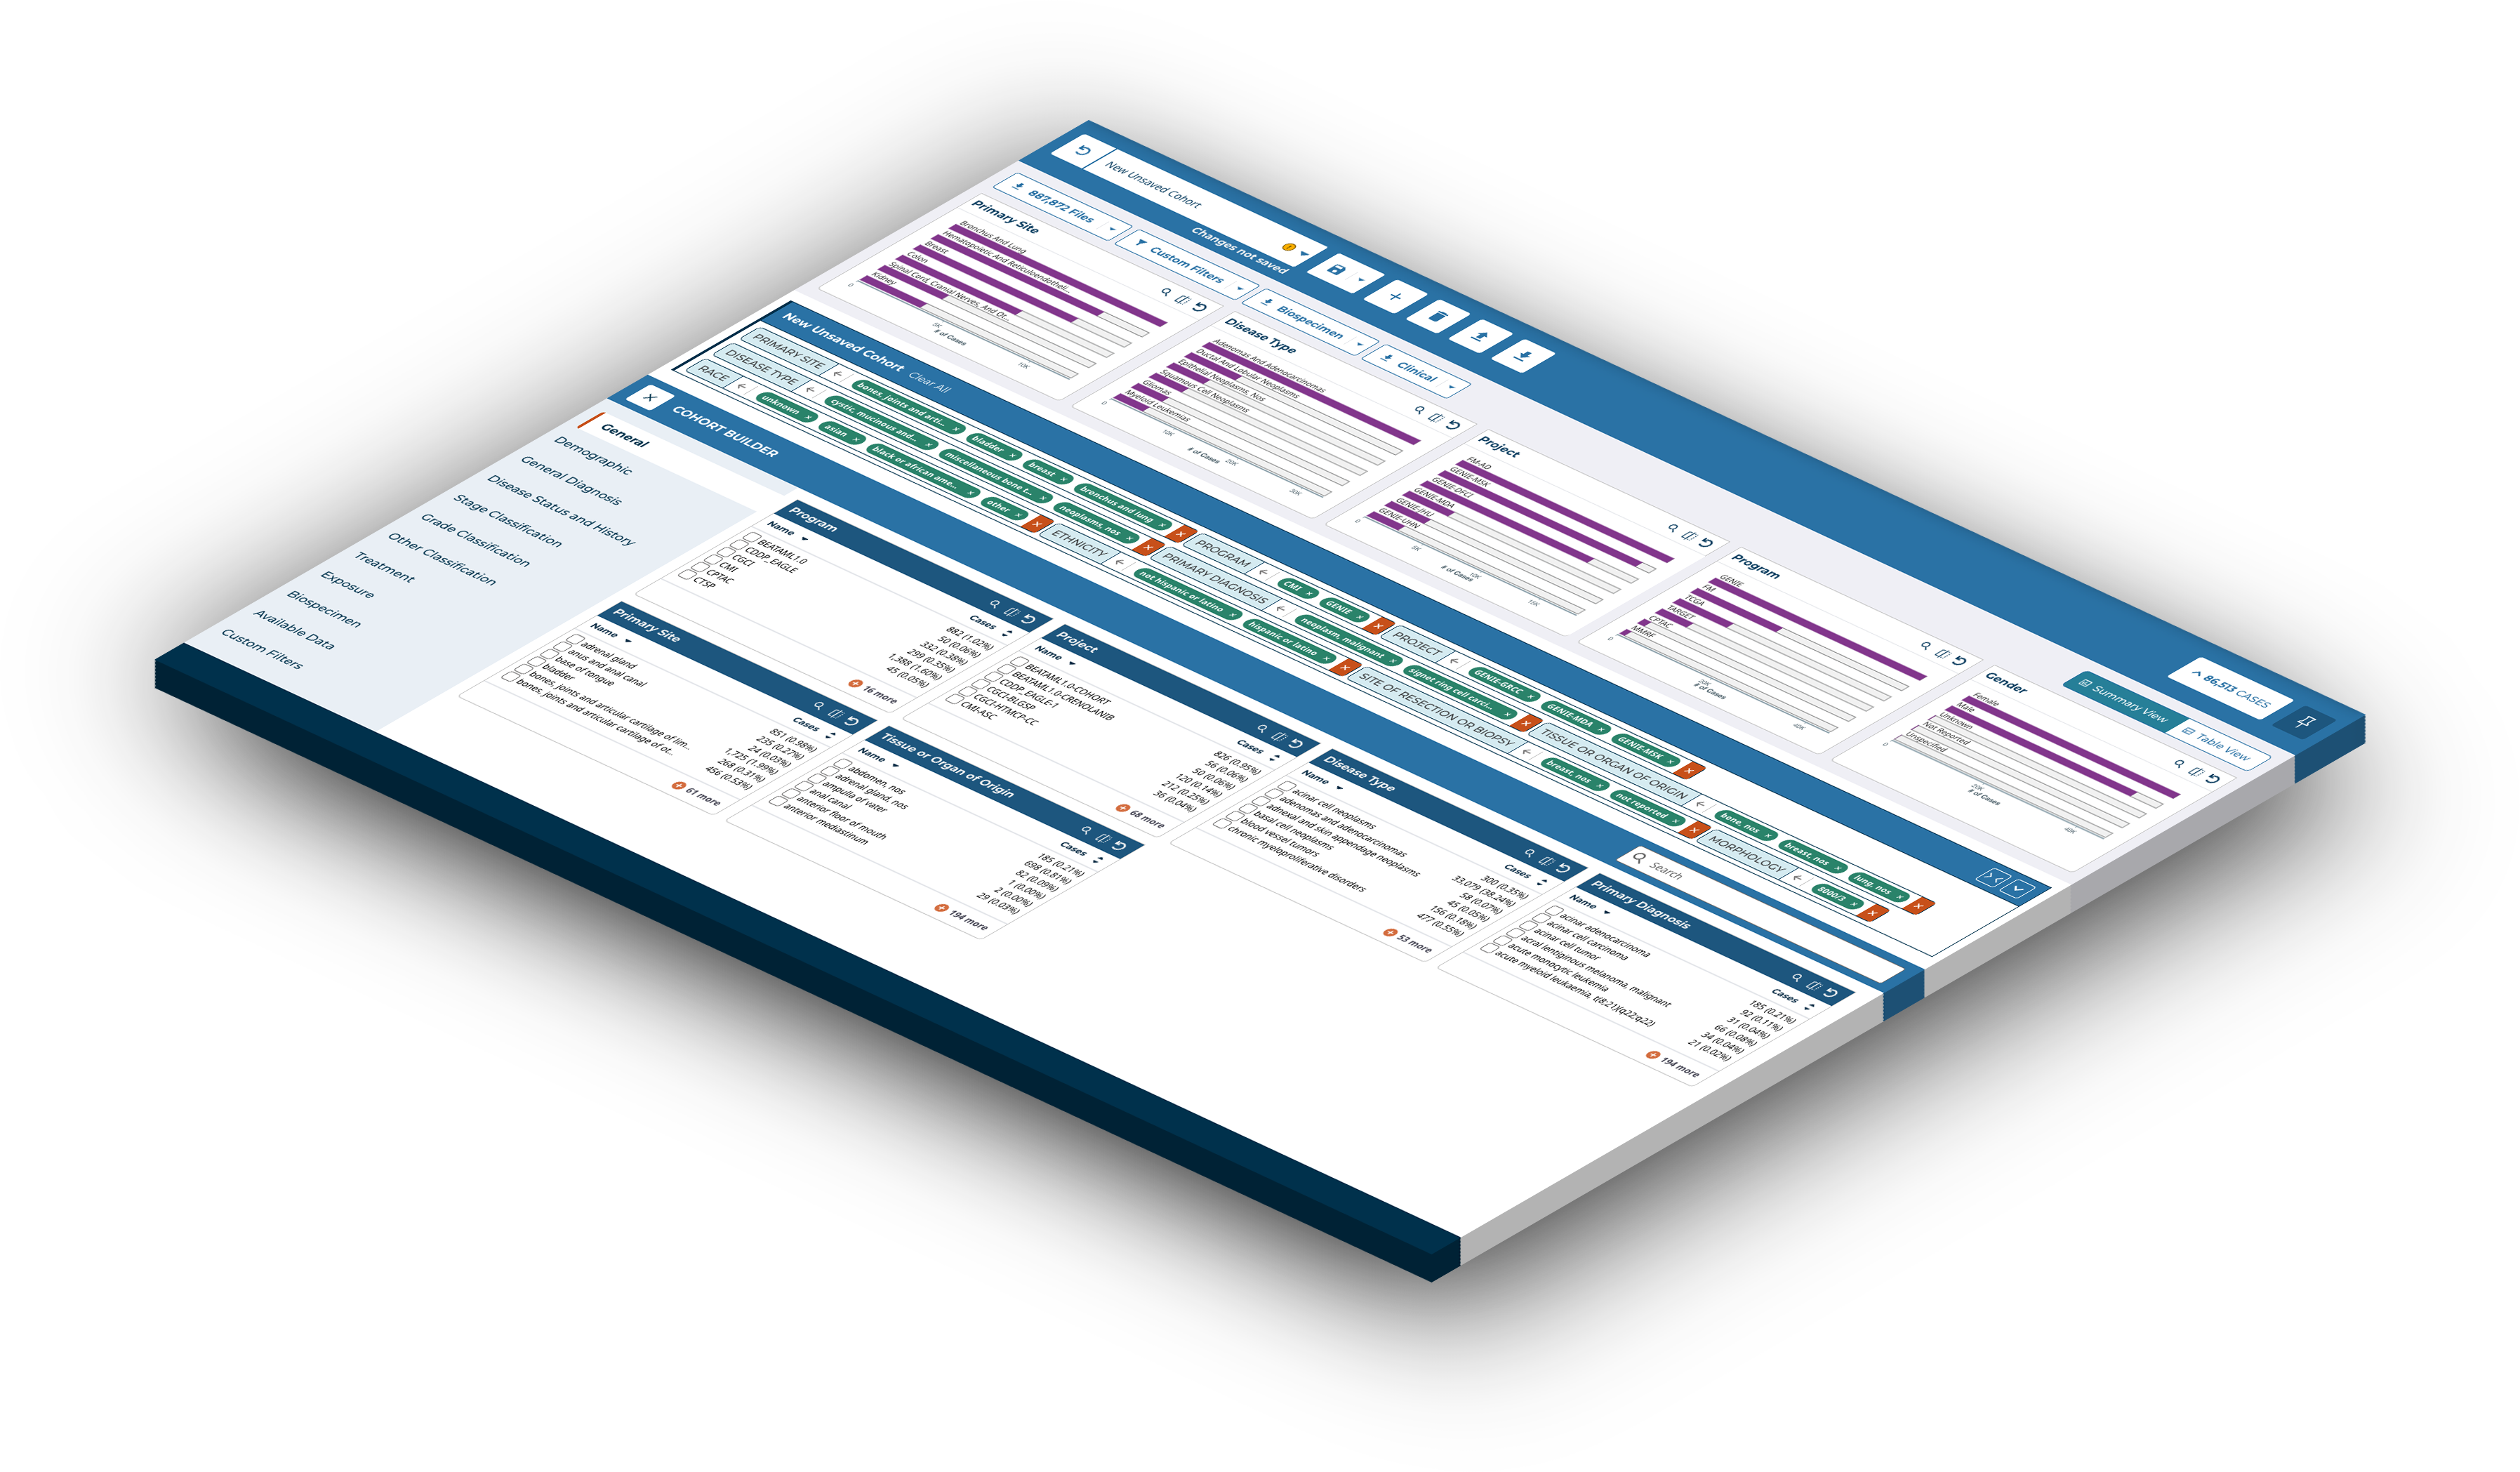 New Unsaved Cohort
Changes not saved
86,513 CASES
887,872 Files
Custom Filters
Biospecimen
Clinical
Summary View
Table View
Primary Site
Bronchus And Lung
Hematopoietic And Reticuloendotheli...
Breast
Colon
Spinal Cord, Cranial Nerves, And Ot...
Kidney
0 5K 10K
# of Cases
Disease Type
Adenomas And Adenocarcinomas
Ductal And Lobular Neoplasms
Epithelial Neoplasms, Nos
Squamous Cell Neoplasms
Gliomas
Myeloid Leukemias
0 10K 20K 30K
# of Cases
Project
FM-AD
GENIE-MSK
GENIE-DFCI
GENIE-MDA
GENIE-JHU
GENIE-UHN
0 5K 10K 15K
# of Cases
Program
GENIE
FM
TCGA
TARGET
CPTAC
MMRF
0 20K 40K
# of Cases
Gender
Female
Male
Unknown
Not Reported
Unspecified
0 20K 40K
# of Cases
New Unsaved Cohort Clear All
PRIMARY SITE bones, joints and arti... bladder breast bronchus and lung PROGRAM CMI GENIE PROJECT GENIE-GRCC GENIE-MDA GENIE-MSK
DISEASE TYPE cystic, mucinous and... miscellaneous bone t... neoplasms, nos PRIMARY DIAGNOSIS neoplasm, malignant signet ring cell carci... TISSUE OR ORGAN OF ORIGIN bone, nos breast, nos lung, nos
RACE unknown asian black or african ame... other ETHNICITY not hispanic or latino hispanic or latino SITE OF RESECTION OR BIOPSY breast, nos not reported MORPHOLOGY 8000/3
COHORT BUILDER
Search
General
Demographic
General Diagnosis
Disease Status and History
Stage Classification
Grade Classification
Other Classification
Treatment
Exposure
Biospecimen
Available Data
Custom Filters
Program
Name Cases
BEATAML1.0 882 (1.02%)
CDDP_EAGLE 50 (0.06%)
CGCI 332 (0.38%)
CMI 299 (0.35%)
CPTAC 1,388 (1.60%)
CTSP 45 (0.05%)
16 more
Project
Name Cases
BEATAML1.0-COHORT 826 (0.95%)
BEATAML1.0-CRENOLANIB 56 (0.06%)
CDDP_EAGLE-1 50 (0.06%)
CGCI-BLGSP 120 (0.14%)
CGCI-HTMCP-CC 212 (0.25%)
CMI-ASC 36 (0.04%)
68 more
Disease Type
Name Cases
acinar cell neoplasms 300 (0.35%)
adenomas and adenocarcinomas 33,079 (38.24%)
adnexal and skin appendage neoplasms 58 (0.07%)
basal cell neoplasms 45 (0.05%)
blood vessel tumors 156 (0.18%)
chronic myeloproliferative disorders 477 (0.55%)
53 more
Primary Diagnosis
Name Cases
acinar adenocarcinoma 185 (0.21%)
acinar cell carcinoma 92 (0.11%)
acinar cell tumor 31 (0.04%)
acral lentiginous melanoma, malignant 66 (0.08%)
acute monocytic leukemia 34 (0.04%)
acute myeloid leukaemia, t(8;21)(q22;q22) 21 (0.02%)
194 more
Primary Site
Name Cases
adrenal gland 851 (0.98%)
anus and anal canal 235 (0.27%)
base of tongue 24 (0.03%)
bladder 1,725 (1.99%)
bones, joints and articular cartilage of lim... 268 (0.31%)
bones, joints and articular cartilage of ot... 456 (0.53%)
61 more
Tissue or Organ of Origin
Name Cases
abdomen, nos 185 (0.21%)
adrenal gland, nos 698 (0.81%)
ampulla of vater 82 (0.09%)
anal canal 1 (0.00%)
anterior floor of mouth 2 (0.00%)
anterior mediastinum 29 (0.03%)
194 more